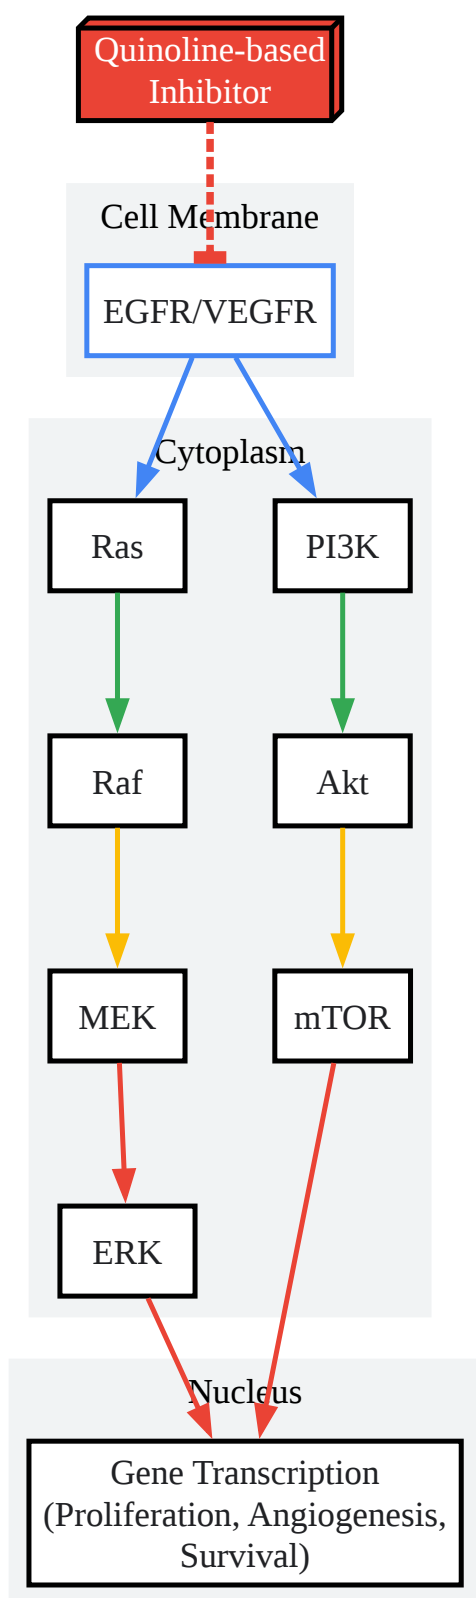 Quinoline-based
Inhibitor
Cell Membrane
EGFR/VEGFR
Cytoplasm
Ras
PI3K
Raf
Akt
MEK
mTOR
ERK
Nucleus
Gene Transcription
(Proliferation, Angiogenesis,
Survival)